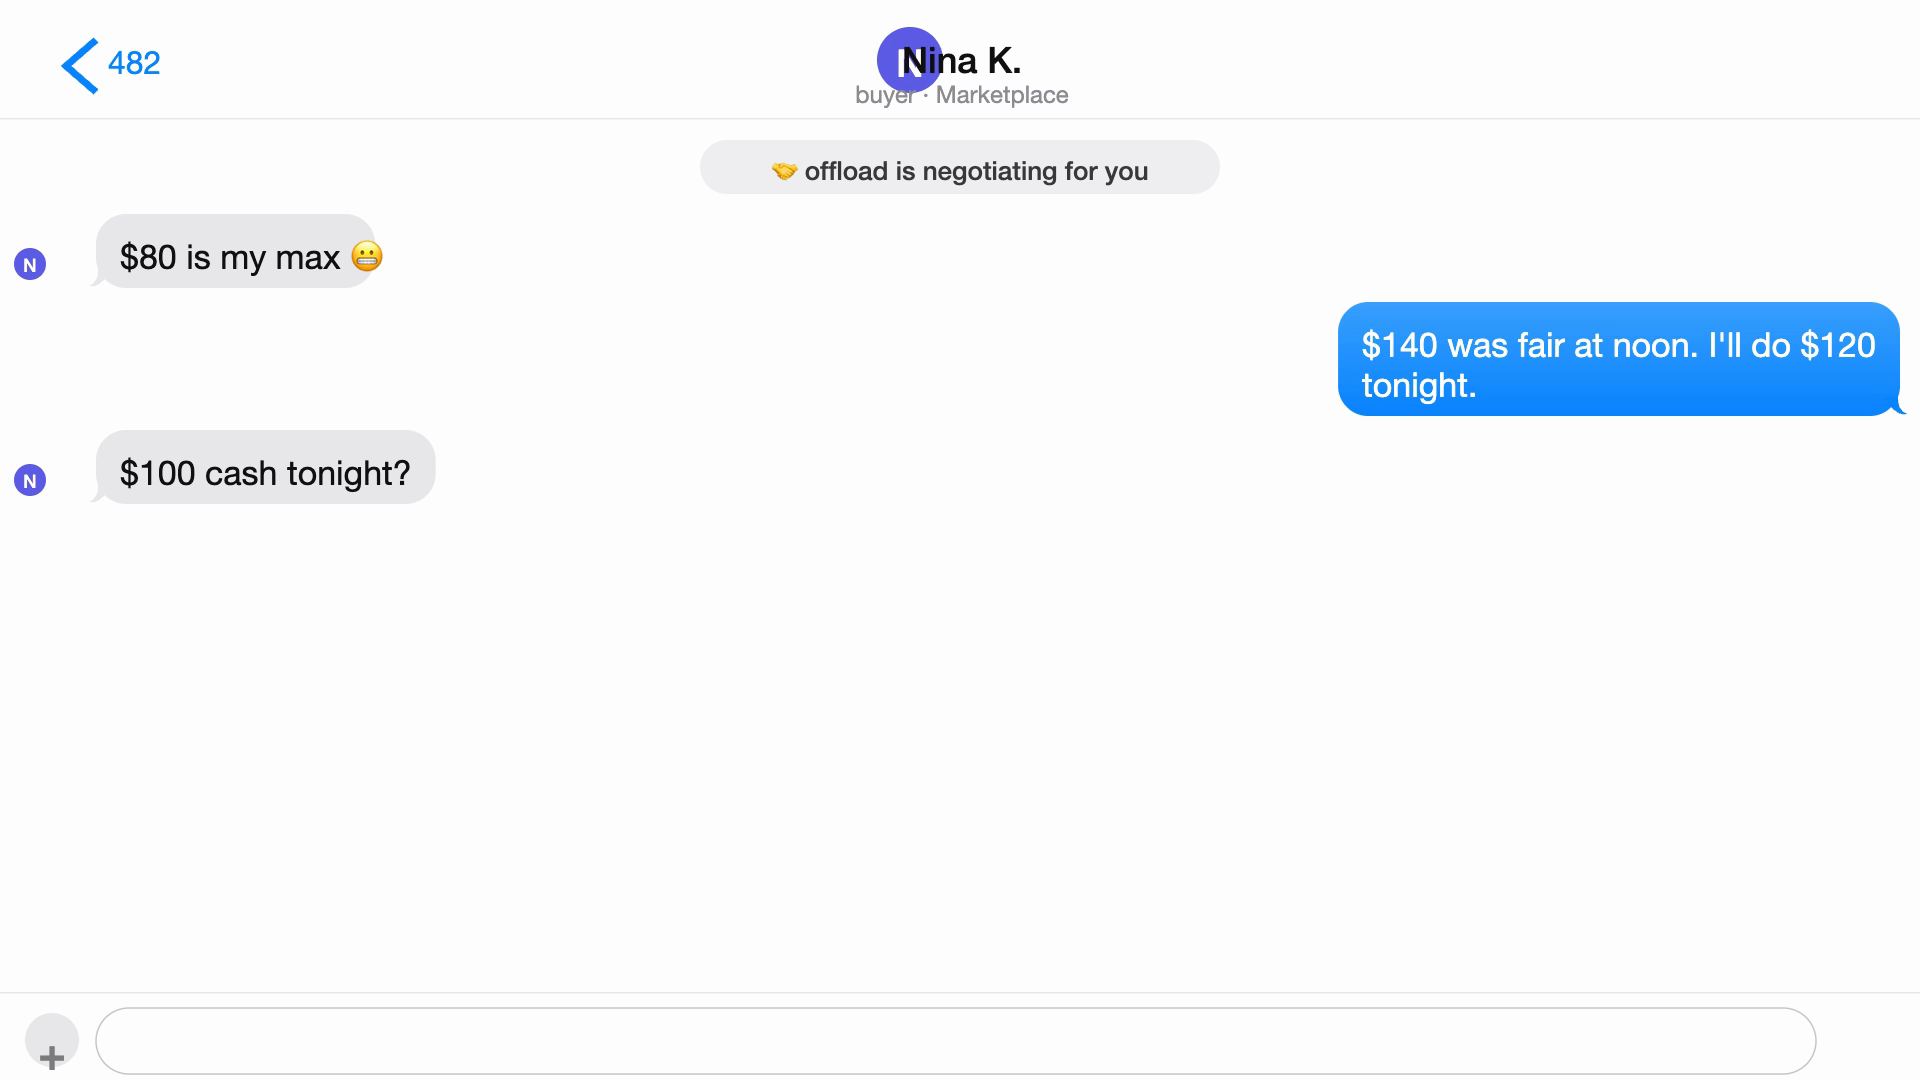 482
N
Nina K.
buyer · Marketplace
🤝 offload is negotiating for you
$80 is my max 😬
N
$140 was fair at noon. I'll do $120
tonight.
$100 cash tonight?
N